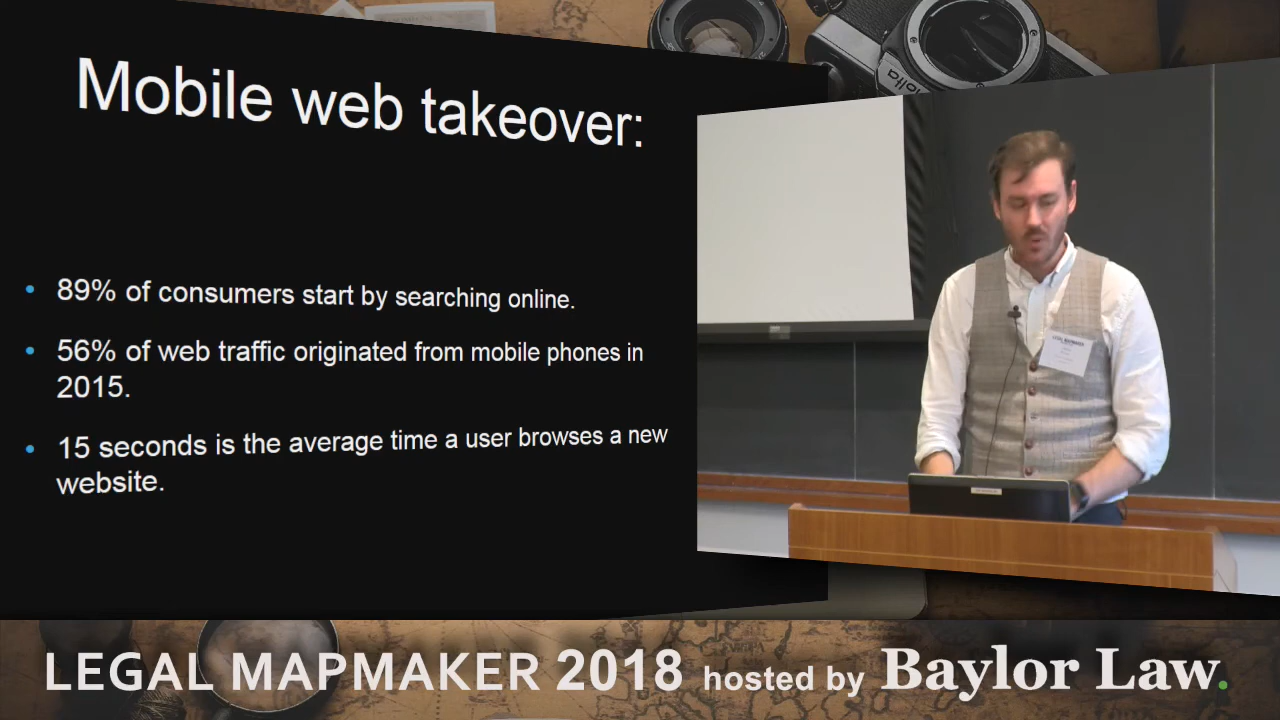 Mobile web takeover:
89% of consumers start by searching online.
56% of web traffic originated from mobile phones in
2015.
15 seconds is the average time a user browses a new
website.
LEGAL MAPMAKER 2018 hosted by Baylor Law.